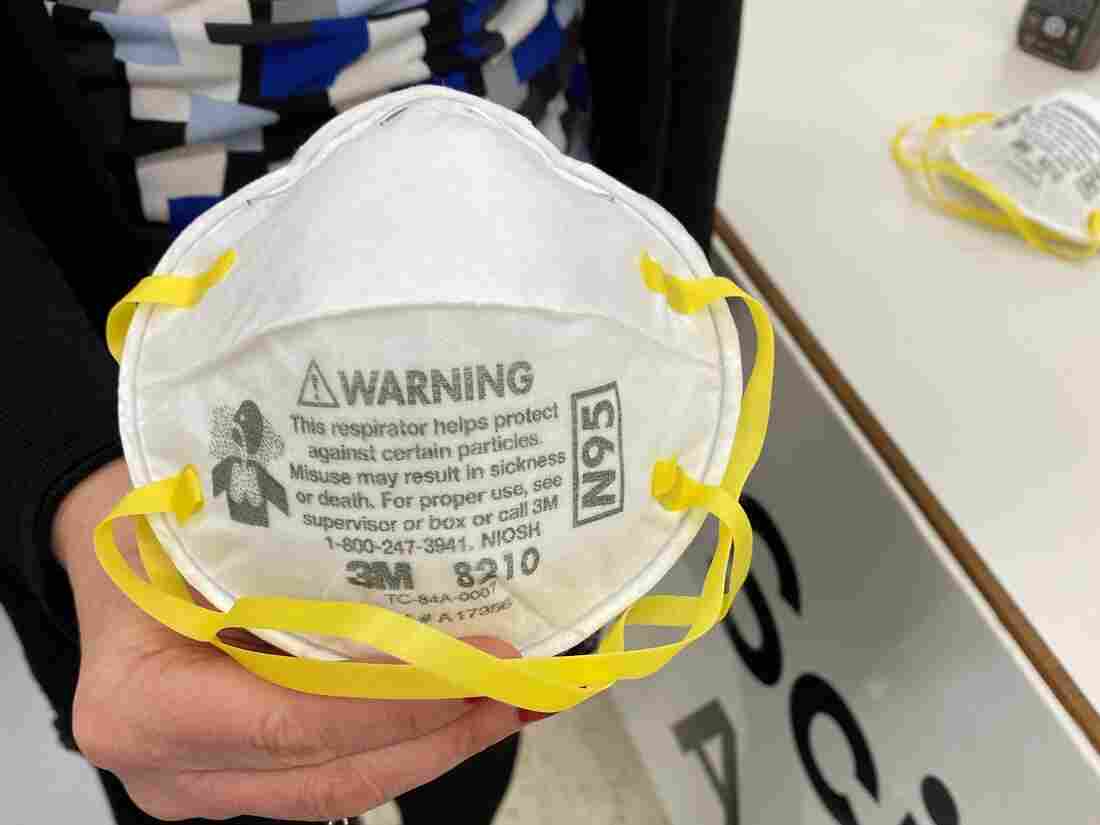 WARNING
This respirator helps protect
against certain particles.
Misuse may result in sickness
or death. For proper use, see
supervisor or box or call 3M
1-800-247-3941. NIOSH
3M 8210
TC-84A-0007
# A17356
N95